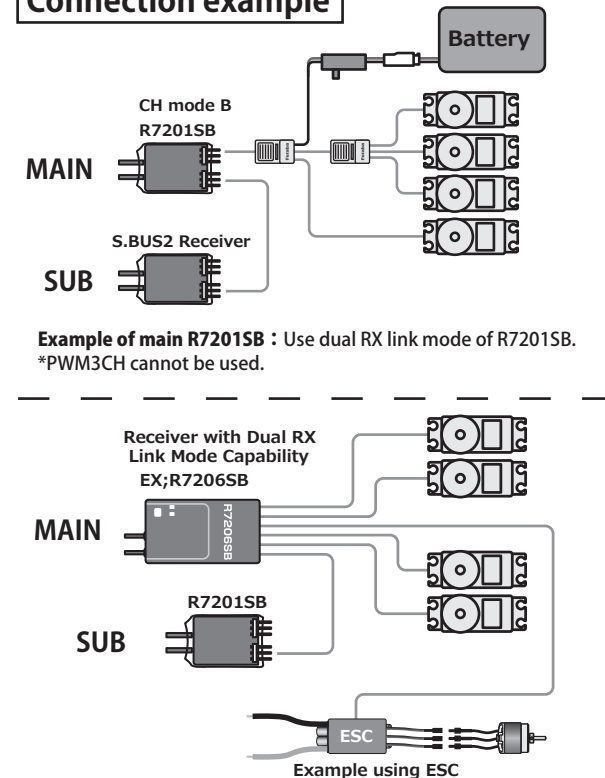 Connection example
Battery
CH mode B
R7201SB
MAIN
S.BUS2 Receiver
SUB
Example of main R7201SB：Use dual RX link mode of R7201SB.
*PWM3CH cannot be used.
Receiver with Dual RX
Link Mode Capability
EX;R7206SB
MAIN
R7206SB
R7201SB
SUB
ESC
Example using ESC